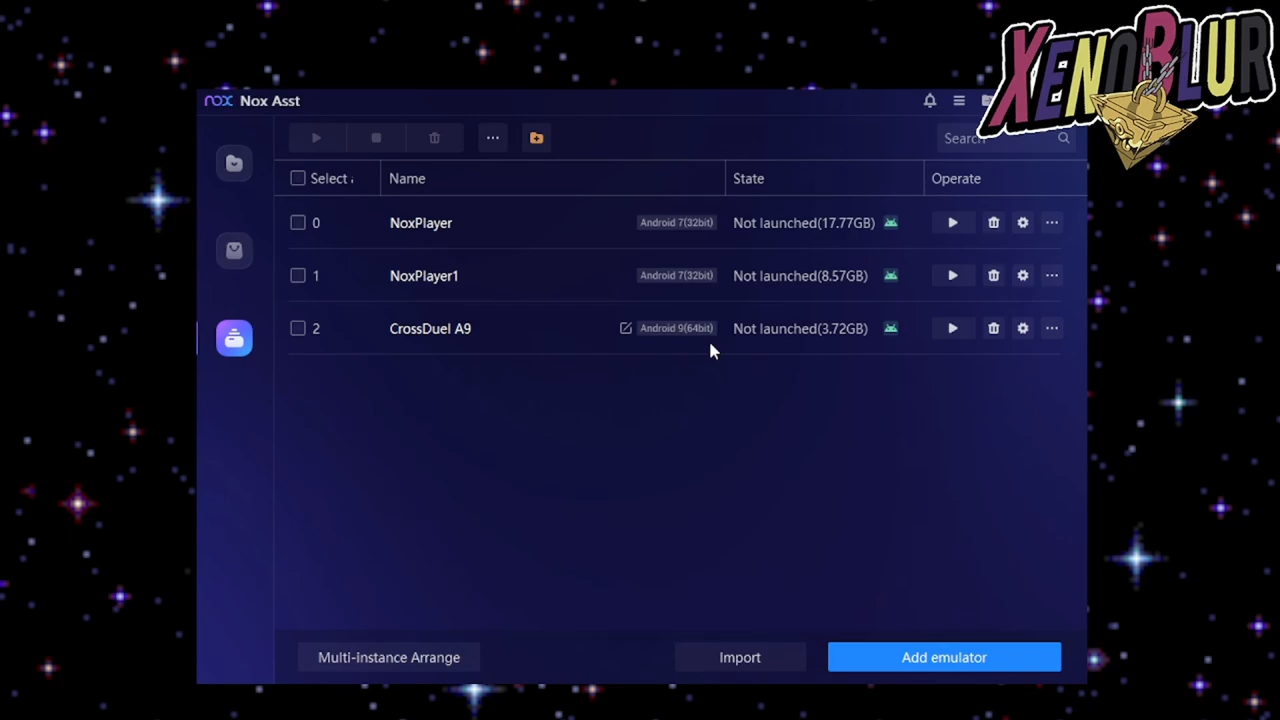 XENOBLUR
nox Nox Asst
Search
Select Name State Operate
0 NoxPlayer Android 7(32bit) Not launched(17.77GB)
1 NoxPlayer1 Android 7(32bit) Not launched(8.57GB)
2 CrossDuel A9 Android 9(64bit) Not launched(3.72GB)
Multi-instance Arrange Import Add emulator